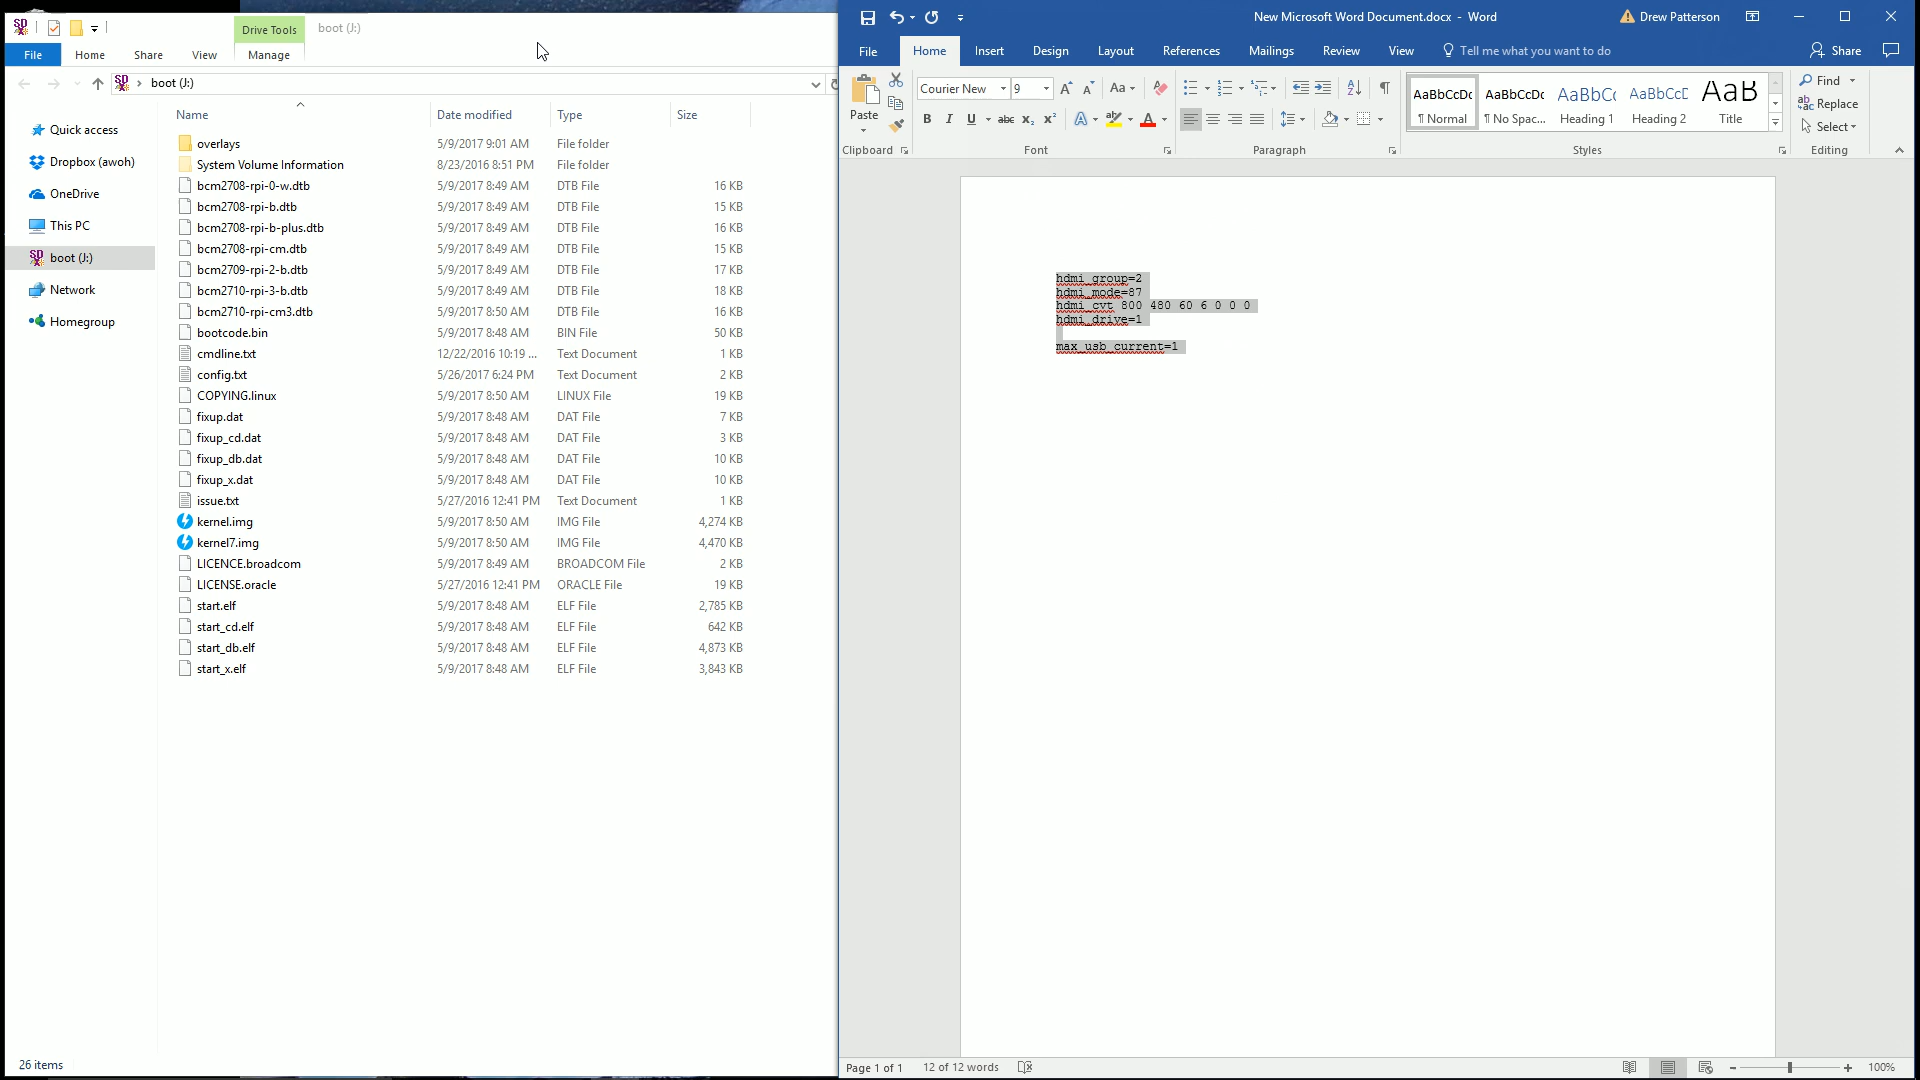 Drive Tools
boot (J:)
File
Home
Share
View
Manage
boot (J:)
Quick access
Dropbox (awoh)
OneDrive
This PC
boot (J:)
Network
Homegroup
Name Date modified Type Size
overlays 5/9/2017 9:01 AM File folder
System Volume Information 8/23/2016 8:51 PM File folder
bcm2708-rpi-0-w.dtb 5/9/2017 8:49 AM DTB File 16 KB
bcm2708-rpi-b.dtb 5/9/2017 8:49 AM DTB File 15 KB
bcm2708-rpi-b-plus.dtb 5/9/2017 8:49 AM DTB File 16 KB
bcm2708-rpi-cm.dtb 5/9/2017 8:49 AM DTB File 15 KB
bcm2709-rpi-2-b.dtb 5/9/2017 8:49 AM DTB File 17 KB
bcm2710-rpi-3-b.dtb 5/9/2017 8:49 AM DTB File 18 KB
bcm2710-rpi-cm3.dtb 5/9/2017 8:50 AM DTB File 16 KB
bootcode.bin 5/9/2017 8:48 AM BIN File 50 KB
cmdline.txt 12/22/2016 10:19 ... Text Document 1 KB
config.txt 5/26/2017 6:24 PM Text Document 2 KB
COPYING.linux 5/9/2017 8:50 AM LINUX File 19 KB
fixup.dat 5/9/2017 8:48 AM DAT File 7 KB
fixup_cd.dat 5/9/2017 8:48 AM DAT File 3 KB
fixup_db.dat 5/9/2017 8:48 AM DAT File 10 KB
fixup_x.dat 5/9/2017 8:48 AM DAT File 10 KB
issue.txt 5/27/2016 12:41 PM Text Document 1 KB
kernel.img 5/9/2017 8:50 AM IMG File 4,274 KB
kernel7.img 5/9/2017 8:50 AM IMG File 4,470 KB
LICENCE.broadcom 5/9/2017 8:49 AM BROADCOM File 2 KB
LICENSE.oracle 5/27/2016 12:41 PM ORACLE File 19 KB
start.elf 5/9/2017 8:48 AM ELF File 2,785 KB
start_cd.elf 5/9/2017 8:48 AM ELF File 642 KB
start_db.elf 5/9/2017 8:48 AM ELF File 4,873 KB
start_x.elf 5/9/2017 8:48 AM ELF File 3,843 KB
26 items
New Microsoft Word Document.docx - Word
Drew Patterson
File Home Insert Design Layout References Mailings Review View Tell me what you want to do Share
Paste
Courier New 9
Clipboard Font Paragraph Styles Editing
AaBbCcDc AaBbCcDc AaBbCc AaBbCcD AaB
¶ Normal ¶ No Spac... Heading 1 Heading 2 Title
Find
Replace
Select
hdmi_group=2
hdmi_mode=87
hdmi_cvt 800 480 60 6 0 0 0
hdmi_drive=1
max_usb_current=1
Page 1 of 1 12 of 12 words 100%